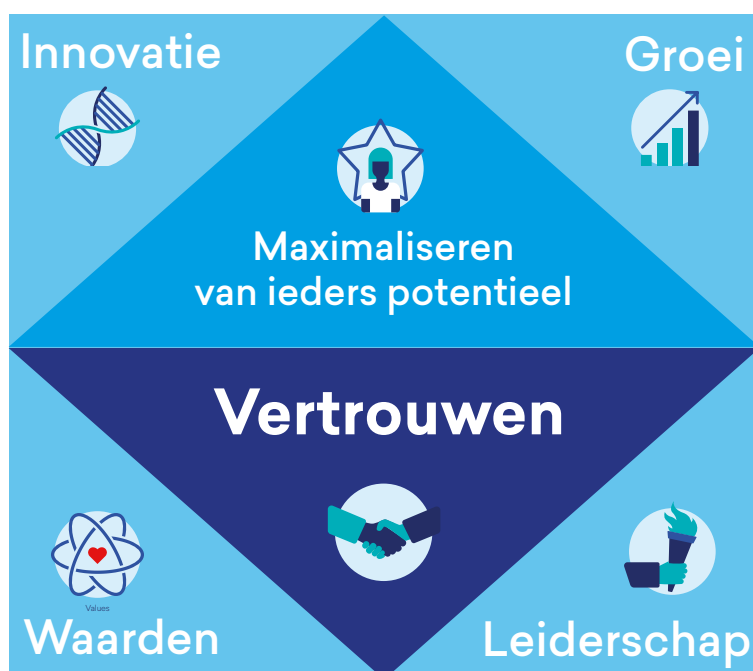 Innovatie
Groei
Maximaliseren
van ieders potentieel
Vertrouwen
Values
Waarden
Leiderschap